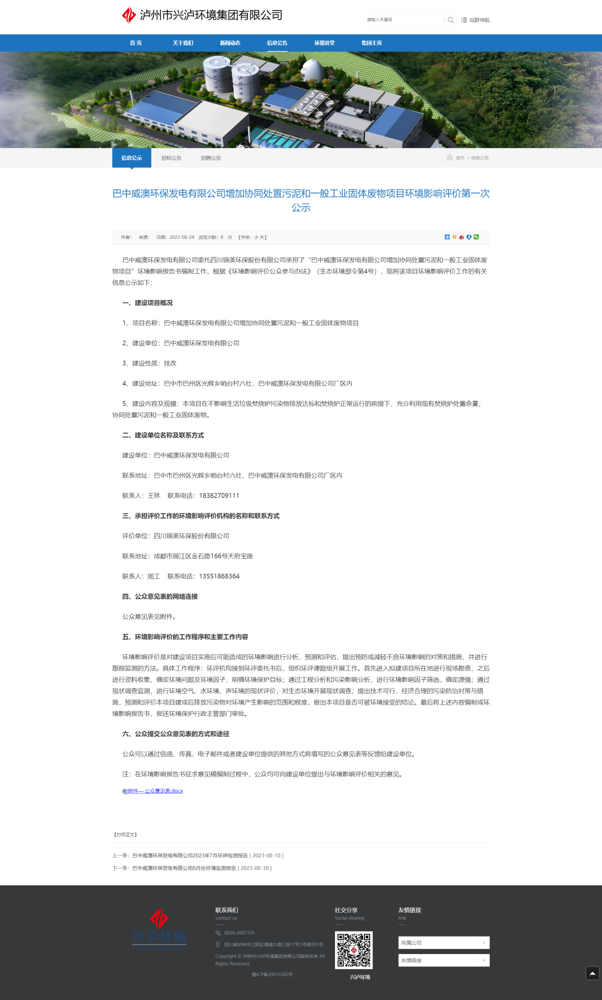 泸州市兴泸环境集团有限公司
请输入关键词
站群导航
首 页
关于我们
新闻动态
信息公告
环境讲堂
集团主页
泸州污泥
泸州污泥
信息公示
招标公告
招聘公告
首页 > 信息公告
巴中威澳环保发电有限公司增加协同处置污泥和一般工业固体废物项目环境影响评价第一次
公示
作者： 来源： 日期：2023-08-24 浏览次数：8 次 【字体：小 大】
巴中威澳环保发电有限公司委托四川锦美环保股份有限公司承担了“巴中威澳环保发电有限公司增加协同处置污泥和一般工业固体废
物项目”环境影响报告书编制工作，根据《环境影响评价公众参与办法》（生态环境部令第4号），现将该项目环境影响评价工作的有关
信息公示如下：
一、建设项目概况
1、项目名称：巴中威澳环保发电有限公司增加协同处置污泥和一般工业固体废物项目
2、建设单位：巴中威澳环保发电有限公司
3、建设性质：技改
4、建设地址：巴中市巴州区光辉乡哨台村六社，巴中威澳环保发电有限公司厂区内
5、建设内容及规模：本项目在不影响生活垃圾焚烧炉污染物排放达标和焚烧炉正常运行的前提下，充分利用现有焚烧炉处置余量，
协同处置污泥和一般工业固体废物。
二、建设单位名称及联系方式
建设单位：巴中威澳环保发电有限公司
联系地址：巴中市巴州区光辉乡哨台村六社，巴中威澳环保发电有限公司厂区内
联系人：王林 联系电话：18382709111
三、承担评价工作的环境影响评价机构的名称和联系方式
评价单位：四川锦美环保股份有限公司
联系地址：成都市锦江区金石路166号天府宝座
联系人：周工 联系电话：13551868364
四、公众意见表的网络连接
公众意见表见附件。
五、环境影响评价的工作程序和主要工作内容
环境影响评价是对建设项目实施后可能造成的环境影响进行分析、预测和评估，提出预防或减轻不良环境影响的对策和措施，并进行
跟踪监测的方法。具体工作程序：环评机构接到环评委托书后，组织环评课题组开展工作。首先进入拟建项目所在地进行现场勘查，之后
进行资料收集，确定环境问题及环境因子，明确环境保护目标；通过工程分析和污染影响分析，进行环境影响因子筛选，确定源强；通过
现状调查监测，进行环境空气、水环境、声环境的现状评价，对生态环境开展现状调查；提出技术可行、经济合理的污染防治对策与措
施，预测和评价本项目建成后排放污染物对环境产生影响的范围和程度，做出本项目是否可被环境接受的结论。最后将上述内容编制成环
境影响报告书，报送环境保护行政主管部门审批。
六、公众提交公众意见表的方式和途径
公众可以通过信函、传真、电子邮件或者建设单位提供的其他方式将填写的公众意见表等反馈给建设单位。
注：在环境影响报告书征求意见稿编制过程中，公众均可向建设单位提出与环境影响评价相关的意见。
附件— 公众意见表.docx
【打印正文】
上一条：巴中威澳环保发电有限公司2023年7月环保检测报告 [ 2023-08-10 ]
下一条：巴中威澳环保发电有限公司8月份环境监测报告 [ 2023-08-30 ]
兴泸环境
XING LU HUAN JING
联系我们
contact us
0830-2667155
四川省泸州市江阳区酒城大道三段17号1号楼301号
Copyright © 泸州市兴泸环境集团有限公司版权所有 All
Rights Reserved.
蜀ICP备20010382号
社交分享
Social sharing
兴泸环境
友情链接
link
所属公司
友情链接